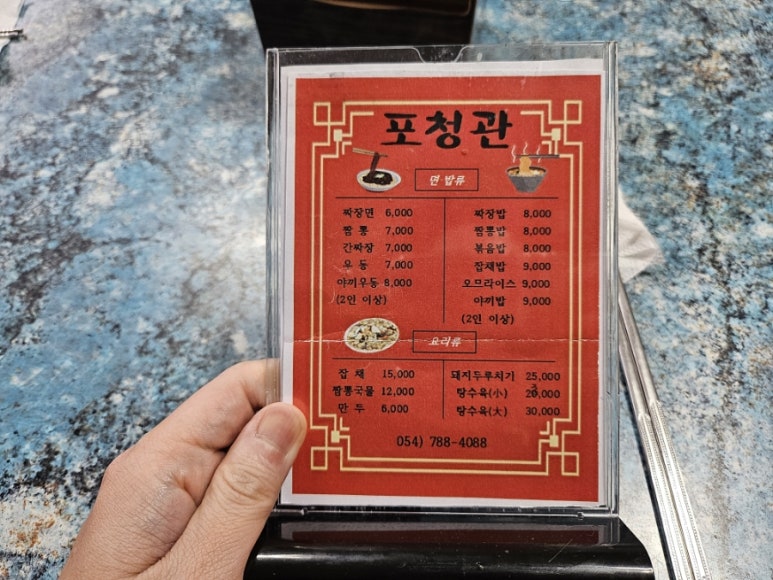 포청관
면·밥류
짜장면 6,000
짬 뽕 7,000
간짜장 7,000
우 동 7,000
야끼우동 8,000
(2인 이상)
짜장밥 8,000
짬뽕밥 8,000
볶음밥 8,000
잡채밥 9,000
오므라이스 9,000
야끼밥 9,000
(2인 이상)
요리류
잡 채 15,000
짬뽕국물 12,000
만 두 6,000
돼지두루치기 25,000
탕수육(小)
탕수육(大) 30,000
054) 788-4088